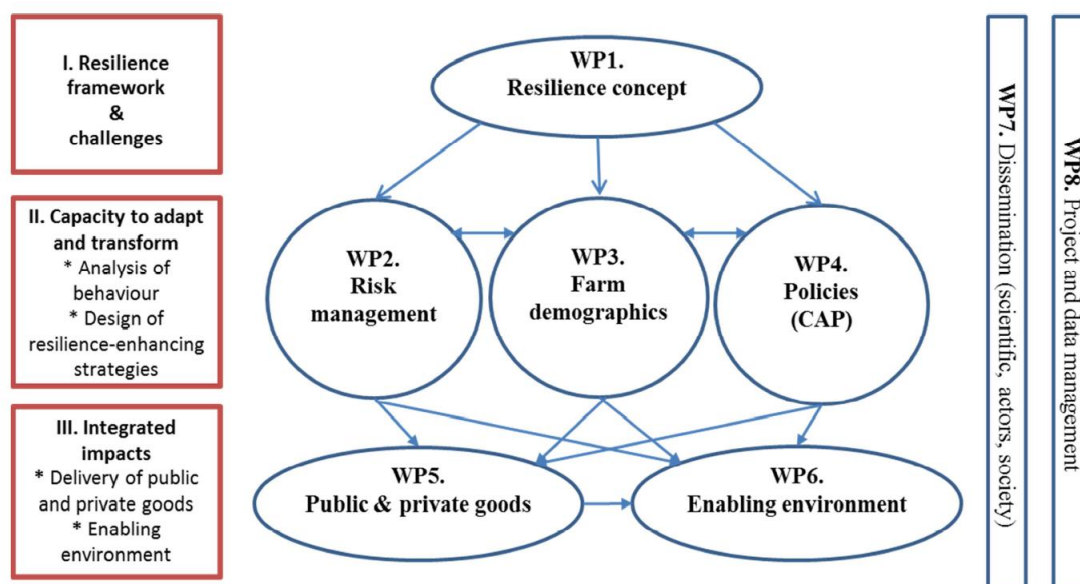 I. Resilience
framework
&
challenges
II. Capacity to adapt
and transform
* Analysis of
behaviour
* Design of
resilience-enhancing
strategies
III. Integrated
impacts
* Delivery of public
and private goods
* Enabling
environment
WP1.
Resilience concept
WP2.
Risk
management
WP3.
Farm
demographics
WP4.
Policies
(CAP)
WP5.
Public & private goods
WP6.
Enabling environment
WP7. Dissemination (scientific, actors, society)
WP8. Project and data management